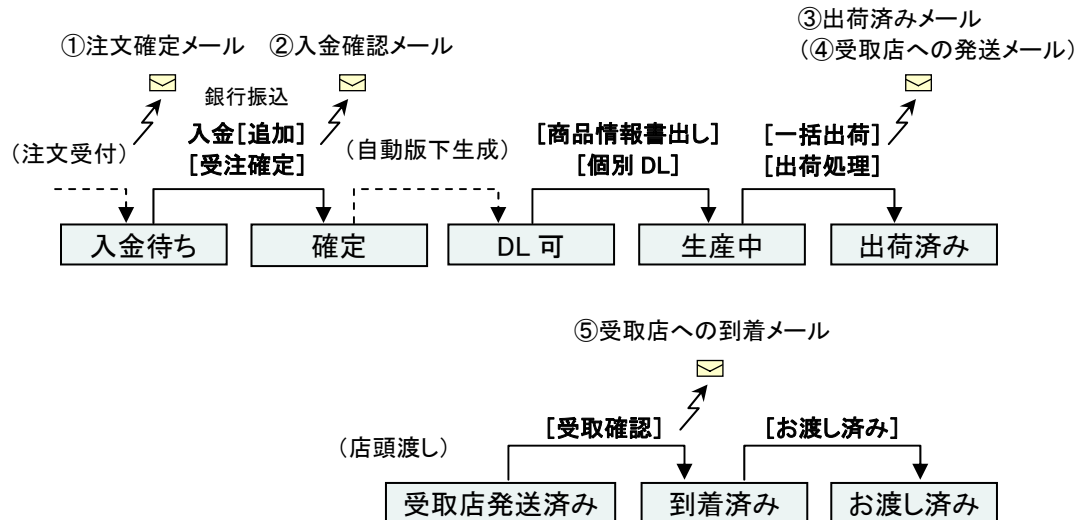 ③出荷済みメール
①注文確定メール ②入金確認メール
（④受取店への発送メール）
銀行振込
入金[追加]
[受注確定]
（注文受付）
（自動版下生成）
[商品情報書出し]
[個別 DL]
[一括出荷]
[出荷処理]
入金待ち 確定 DL 可 生産中 出荷済み
⑤受取店への到着メール
（店頭渡し）
[受取確認]
[お渡し済み]
受取店発送済み 到着済み お渡し済み